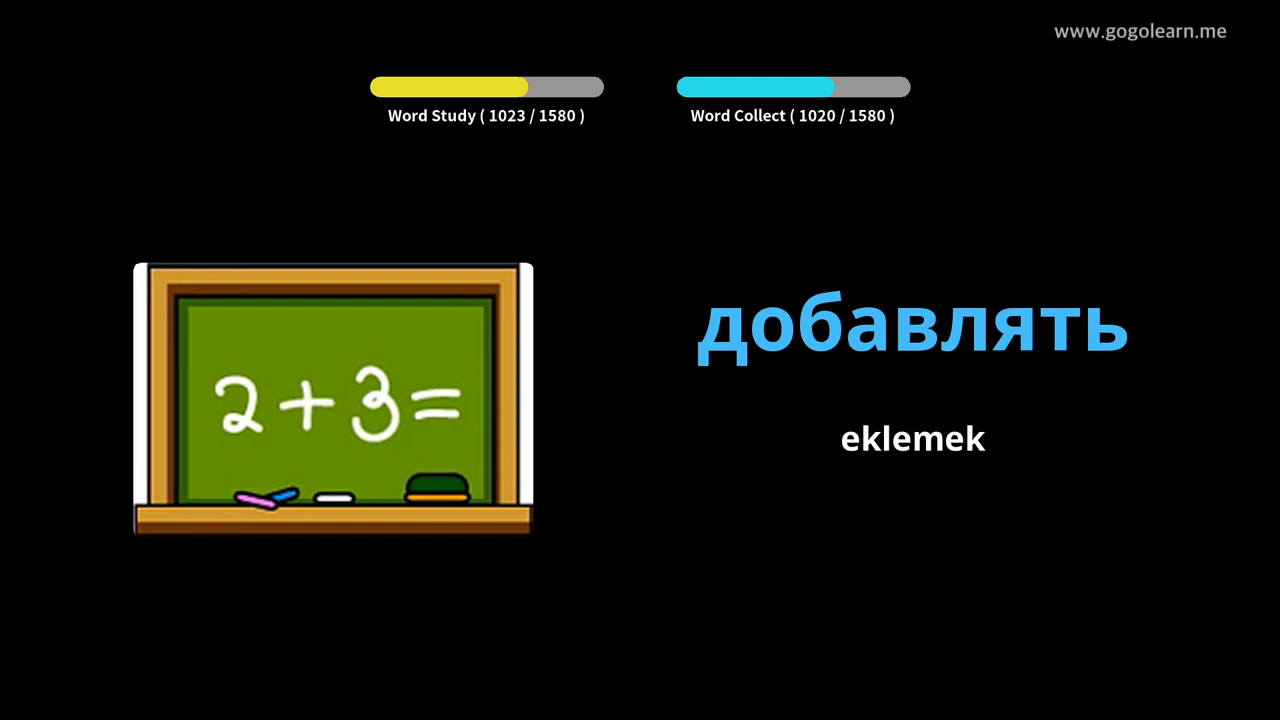 www.gogolearn.me
Word Study ( 1023 / 1580 )
Word Collect ( 1020 / 1580 )
2+3=
добавлять
eklemek